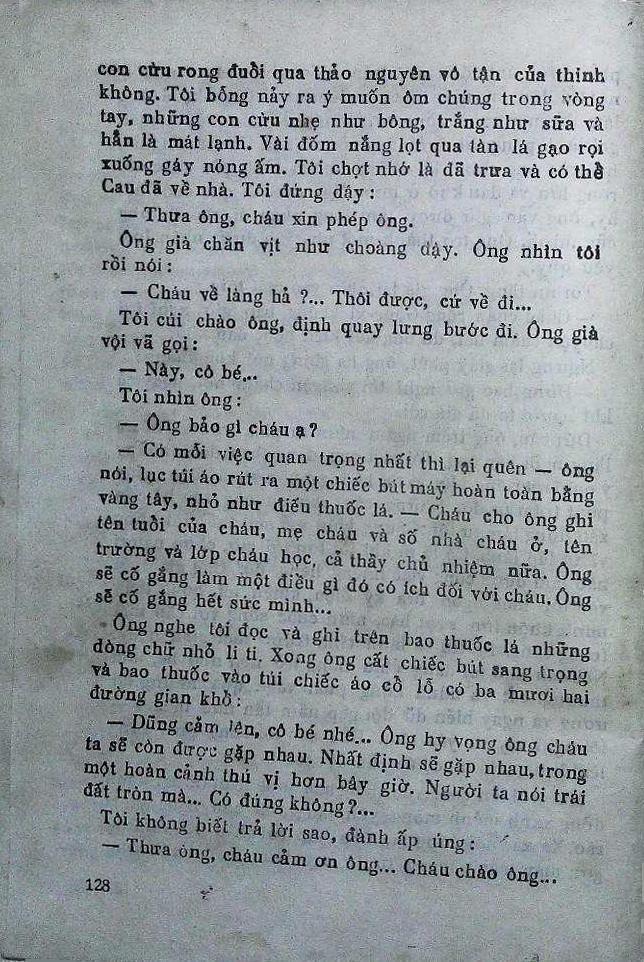 con cừu rong đuổi qua thảo nguyên vô tận của thinh
không. Tôi bỗng nảy ra ý muốn ôm chúng trong vòng
tay, những con cừu nhẹ như bông, trắng như sữa và
hẳn là mát lạnh. Vài đốm nắng lọt qua tàn lá gạo rọi
xuống gáy nóng ấm. Tôi chợt nhớ là đã trưa và có thể
Cau đã về nhà. Tôi đứng dậy :
— Thưa ông, cháu xin phép ông.
Ông già chăn vịt như choàng dậy. Ông nhìn tôi
rồi nói :
— Cháu về làng hả ?... Thôi được, cứ về đi...
Tôi cúi chào ông, định quay lưng bước đi. Ông già
vội vã gọi :
— Này, cô bé...
Tôi nhìn ông :
— Ông bảo gì cháu ạ ?
— Có mỗi việc quan trọng nhất thì lại quên — ông
nói, lục túi áo rút ra một chiếc bút máy hoàn toàn bằng
vàng tây, nhỏ như điếu thuốc lá. — Cháu cho ông ghi
tên tuổi của cháu, mẹ cháu và số nhà cháu ở, tên
trường và lớp cháu học, cả thầy chủ nhiệm nữa. Ông
sẽ cố gắng làm một điều gì đó có ích đối với cháu. Ông
sẽ cố gắng hết sức mình...
Ông nghe tôi đọc và ghi trên bao thuốc lá những
dòng chữ nhỏ li ti. Xong ông cất chiếc bút sang trọng
và bao thuốc vào túi chiếc áo cồ lỗ có ba mươi hai
đường gian khổ :
— Dũng cảm lên, cô bé nhé... Ông hy vọng ông cháu
ta sẽ còn được gặp nhau. Nhất định sẽ gặp nhau, trong
một hoàn cảnh thú vị hơn bây giờ. Người ta nói trái
đất tròn mà... Có đúng không ?...
Tôi không biết trả lời sao, đành ấp úng :
— Thưa ông, cháu cảm ơn ông... Cháu chào ông...
128